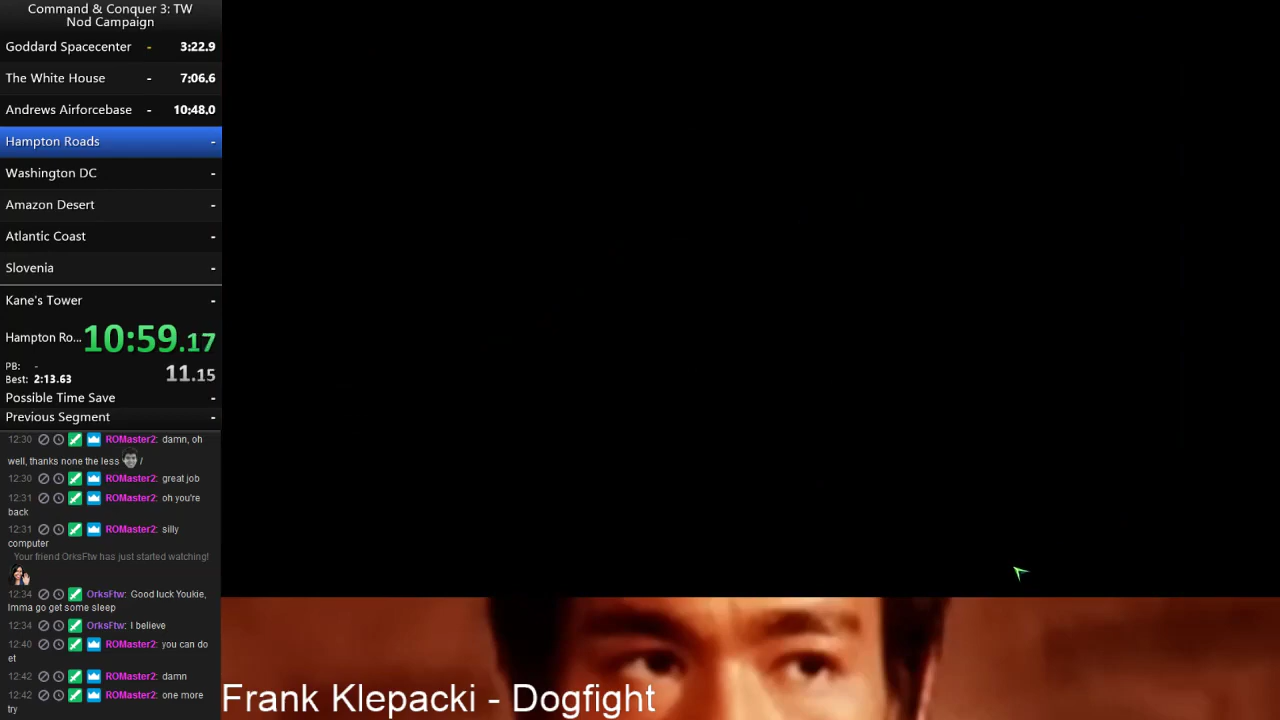 Command & Conquer 3: TW
Nod Campaign
Goddard Spacecenter - 3:22.9
The White House - 7:06.6
Andrews Airforcebase - 10:48.0
Hampton Roads -
Washington DC -
Amazon Desert -
Atlantic Coast -
Slovenia -
Kane's Tower -
Hampton Ro... 10:59.17
PB: -
Best: 2:13.63 11.15
Possible Time Save -
Previous Segment -
12:30 ROMaster2: damn, oh
well, thanks none the less /
12:30 ROMaster2: great job
12:31 ROMaster2: oh you're
back
12:31 ROMaster2: silly
computer
Your friend OrksFtw has just started watching!
12:34 OrksFtw: Good luck Youkie,
Imma go get some sleep
12:34 OrksFtw: I believe
12:40 ROMaster2: you can do
et
12:42 ROMaster2: damn
12:42 ROMaster2: one more
try
Frank Klepacki - Dogfight